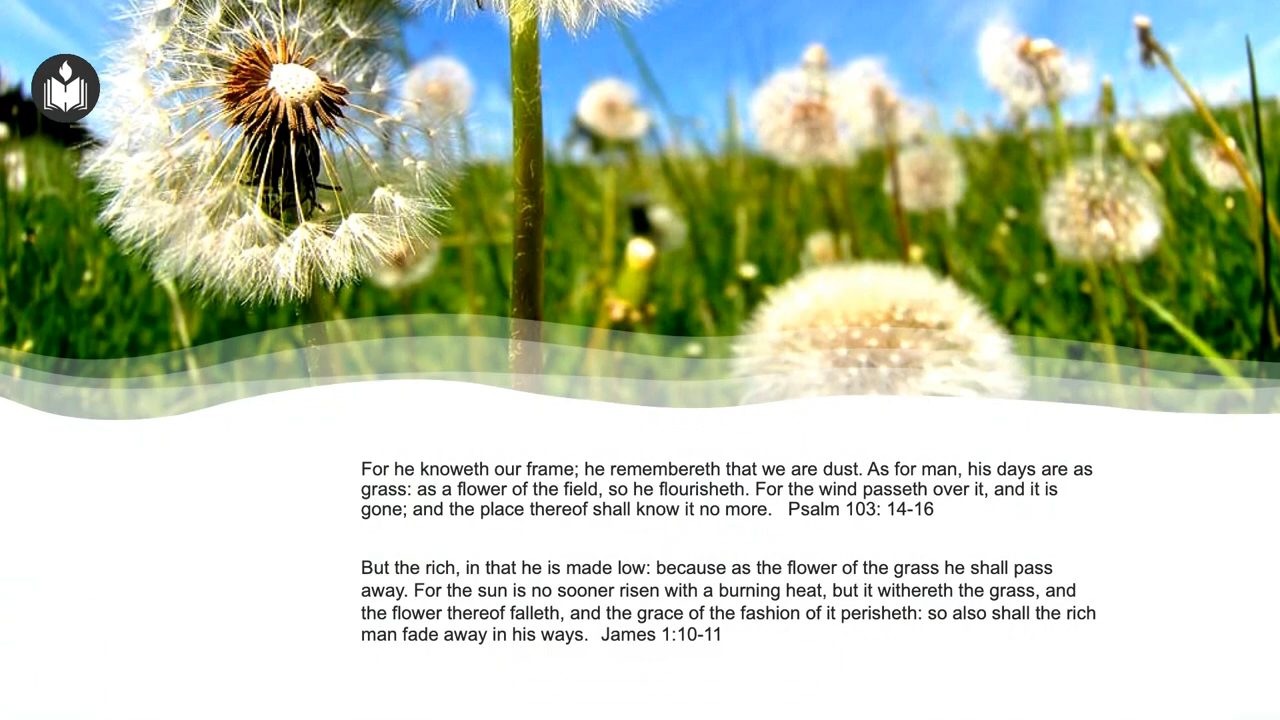 For he knoweth our frame; he remembereth that we are dust. As for man, his days are as
grass: as a flower of the field, so he flourisheth. For the wind passeth over it, and it is
gone; and the place thereof shall know it no more. Psalm 103: 14-16
But the rich, in that he is made low: because as the flower of the grass he shall pass
away. For the sun is no sooner risen with a burning heat, but it withereth the grass, and
the flower thereof falleth, and the grace of the fashion of it perisheth: so also shall the rich
man fade away in his ways. James 1:10-11